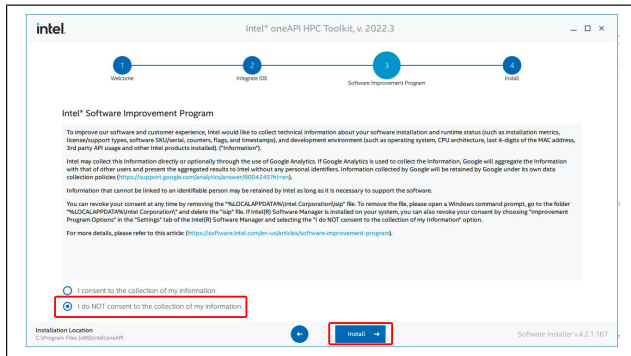 intel.
Intel® oneAPI HPC Toolkit, v. 2022.3
1
2
3
4
Welcome
Integrate IDE
Software Improvement Program
Install
Intel® Software Improvement Program
To improve our software and customer experience, Intel would like to collect technical information about your software installation and runtime status (such as installation metrics,
license/support types, software SKU/serial, counters, flags, and timestamps), and development environment (such as operating system, CPU architecture, last 4-digits of the MAC address,
3rd party API usage and other Intel products installed). ("Information").
Intel may collect this Information directly or optionally through the use of Google Analytics. If Google Analytics is used to collect the Information, Google will aggregate the Information
with that of other users and present the aggregated results to Intel without any personal identifiers. Information collected by Google will be retained by Google under its own data
collection policies (https://support.google.com/analytics/answer/6004245?hl=en).
Information that cannot be linked to an identifiable person may be retained by Intel as long as it is necessary to support the software.
You can revoke your consent at any time by removing the "%LOCALAPPDATA%\Intel Corporation\isip" file. To remove the file, please open a Windows command prompt, go to the folder
"%LOCALAPPDATA%\Intel Corporation\" and delete the "isip" file. If Intel(R) Software Manager is installed on your system, you can also revoke your consent by choosing "Improvement
Program Options" in the "Settings" tab of the Intel(R) Software Manager and selecting the "I do NOT consent to the collection of my Information" option.
For more details, please refer to this article: (https://software.intel.com/en-us/articles/software-improvement-program).
I consent to the collection of my information
I do NOT consent to the collection of my information
Installation Location
C:\Program Files (x86)\Intel\oneAPI
Install
Software Installer v.4.2.1.167